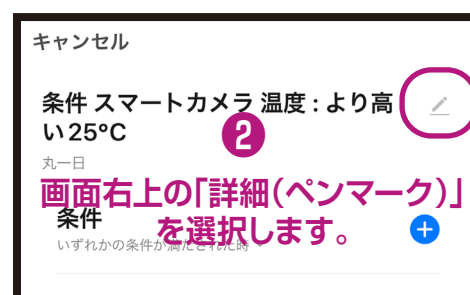 キャンセル
条件 スマートカメラ 温度 : より高
い 25°C
❷
丸一日
画面右上の「詳細（ペンマーク）」
を選択します。
条件
いずれかの条件が満たされた時